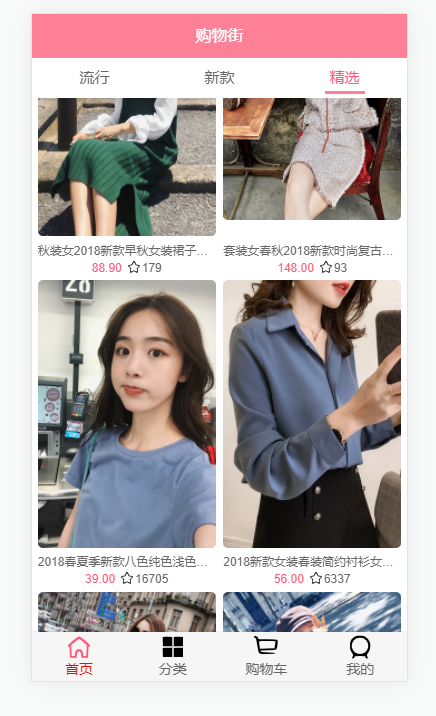 购物街
流行 新款 精选
秋装女2018新款早秋女装裙子...
套装女春秋2018新款时尚复古...
88.90 179
148.00 93
28
2018春夏季新款八色纯色浅色...
2018新款女装春装简约衬衫女...
39.00 16705
56.00 6337
首页 分类 购物车 我的